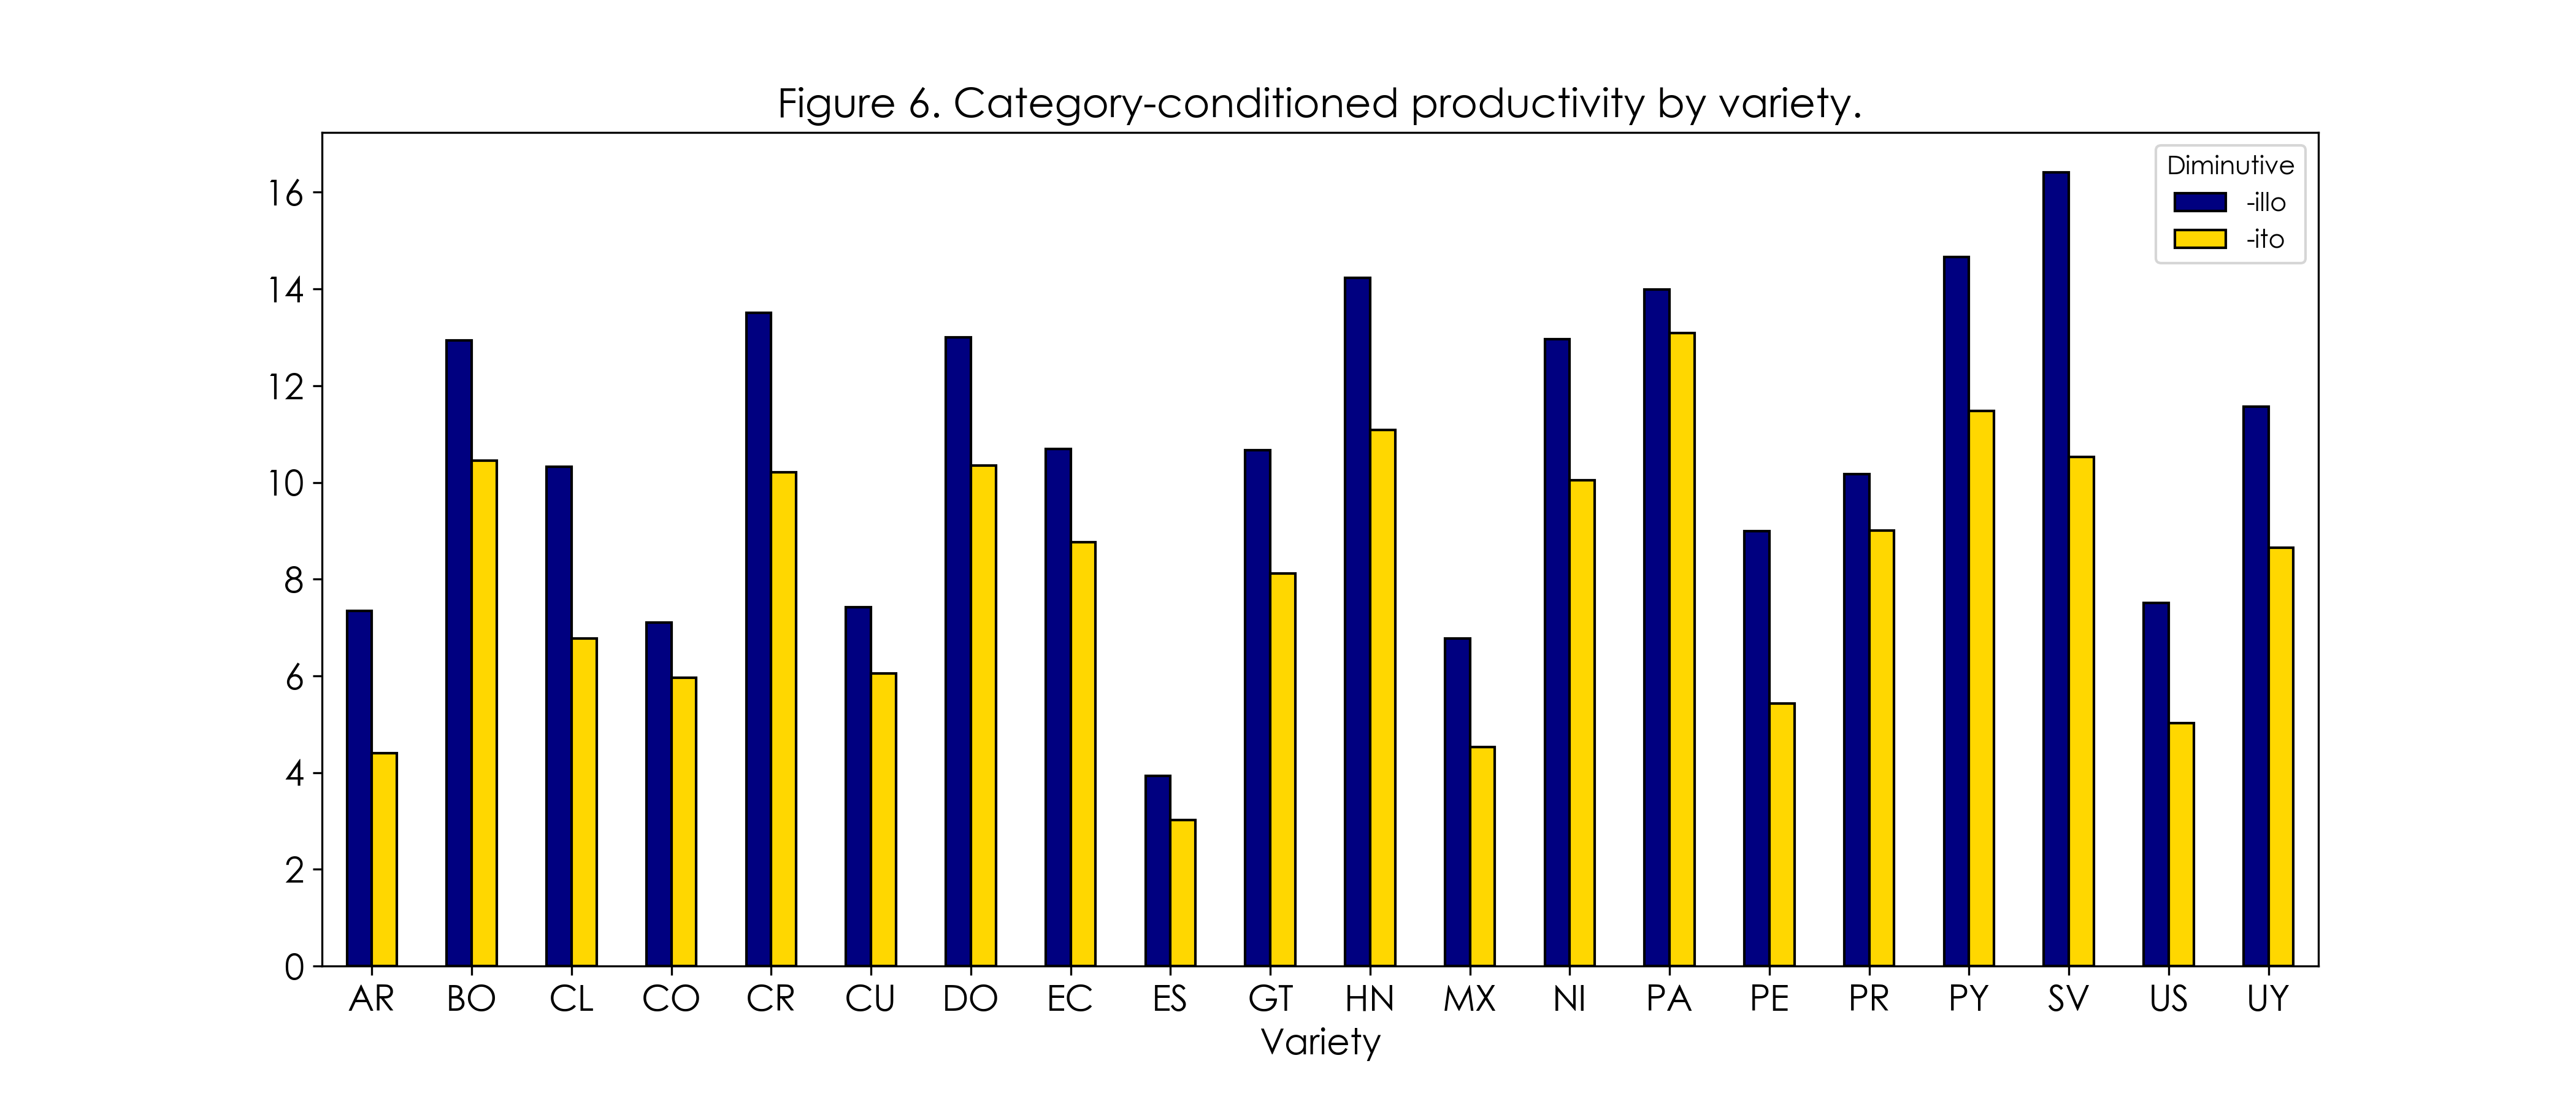 Figure 6. Category-conditioned productivity by variety.
Diminutive
-illo
-ito
16
14
12
10
8
6
4
2
0
AR BO CL CO CR CU DO EC ES GT HN MX NI PA PE PR PY SV US UY
Variety